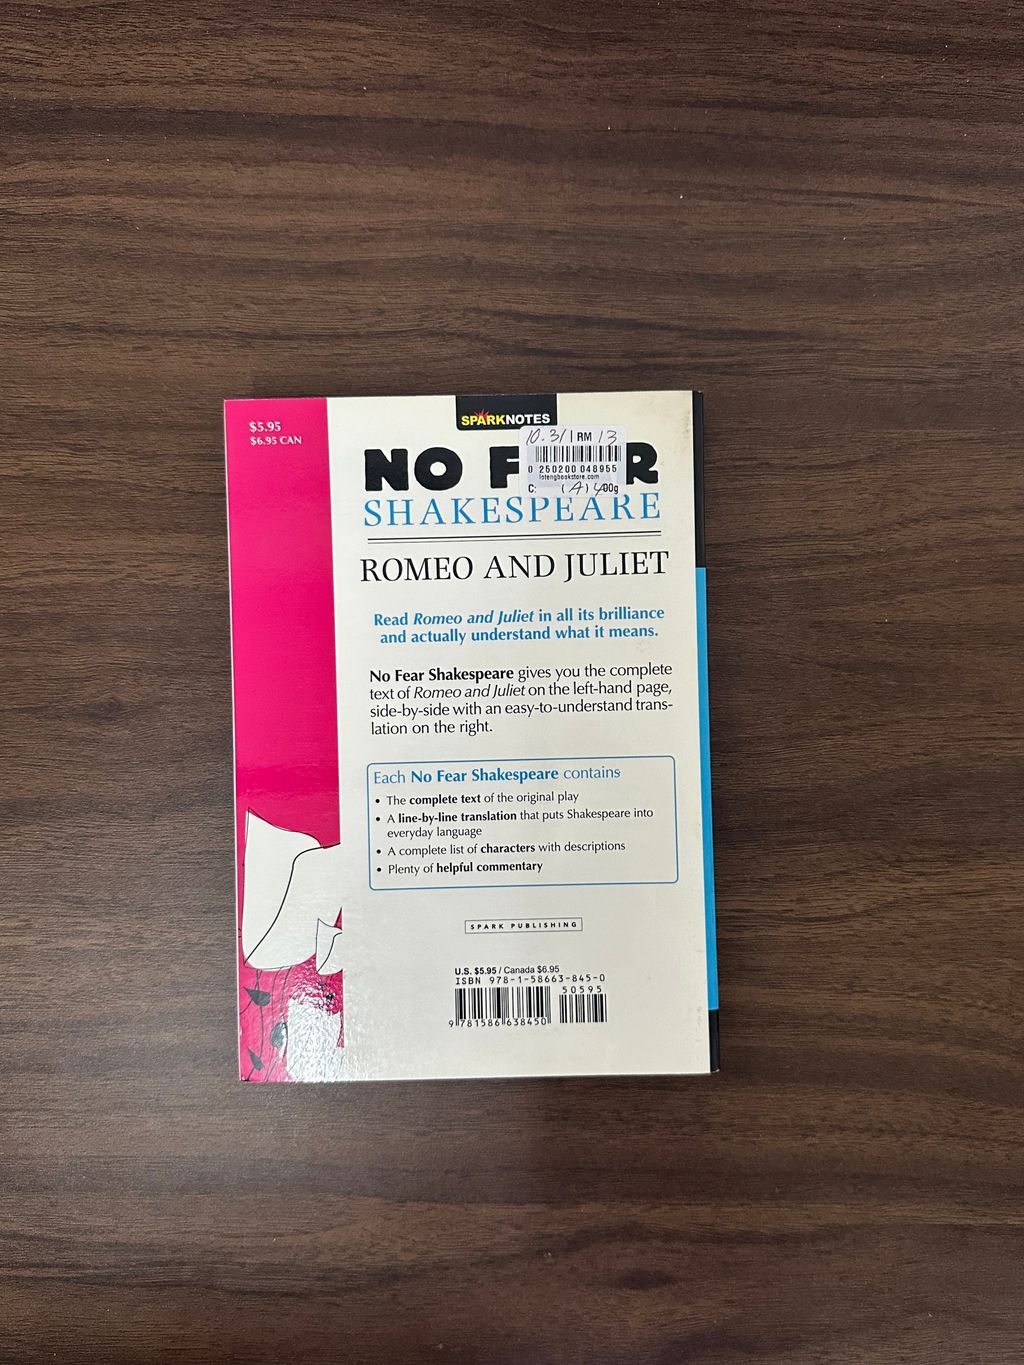 $5.95
$6.95 CAN
SPARKNOTES
NO F R
10.3/1 RM 13
0 250200 048955
lotengbookstore.com
C: (A) 400g
SHAKESPEARE
ROMEO AND JULIET
Read Romeo and Juliet in all its brilliance
and actually understand what it means.
No Fear Shakespeare gives you the complete
text of Romeo and Juliet on the left-hand page,
side-by-side with an easy-to-understand trans-
lation on the right.
Each No Fear Shakespeare contains
• The complete text of the original play
• A line-by-line translation that puts Shakespeare into
everyday language
• A complete list of characters with descriptions
• Plenty of helpful commentary
SPARK PUBLISHING
U.S. $5.95 / Canada $6.95
ISBN 978-1-58663-845-0
50595
9 781586 638450